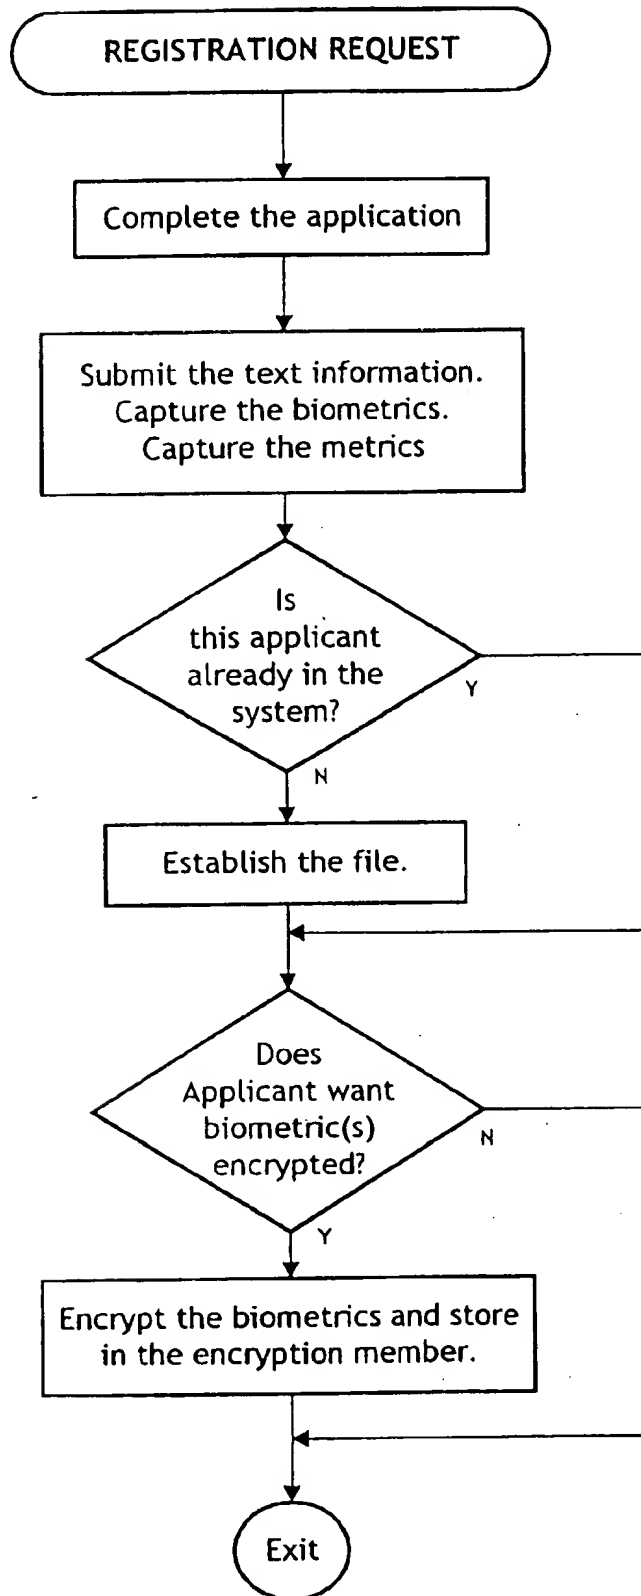 REGISTRATION REQUEST
Complete the application
Submit the text information.
Capture the biometrics.
Capture the metrics
Is
this applicant
already in the
system?
Y
N
Establish the file.
Does
Applicant want
biometric(s)
encrypted?
N
Y
Encrypt the biometrics and store
in the encryption member.
Exit